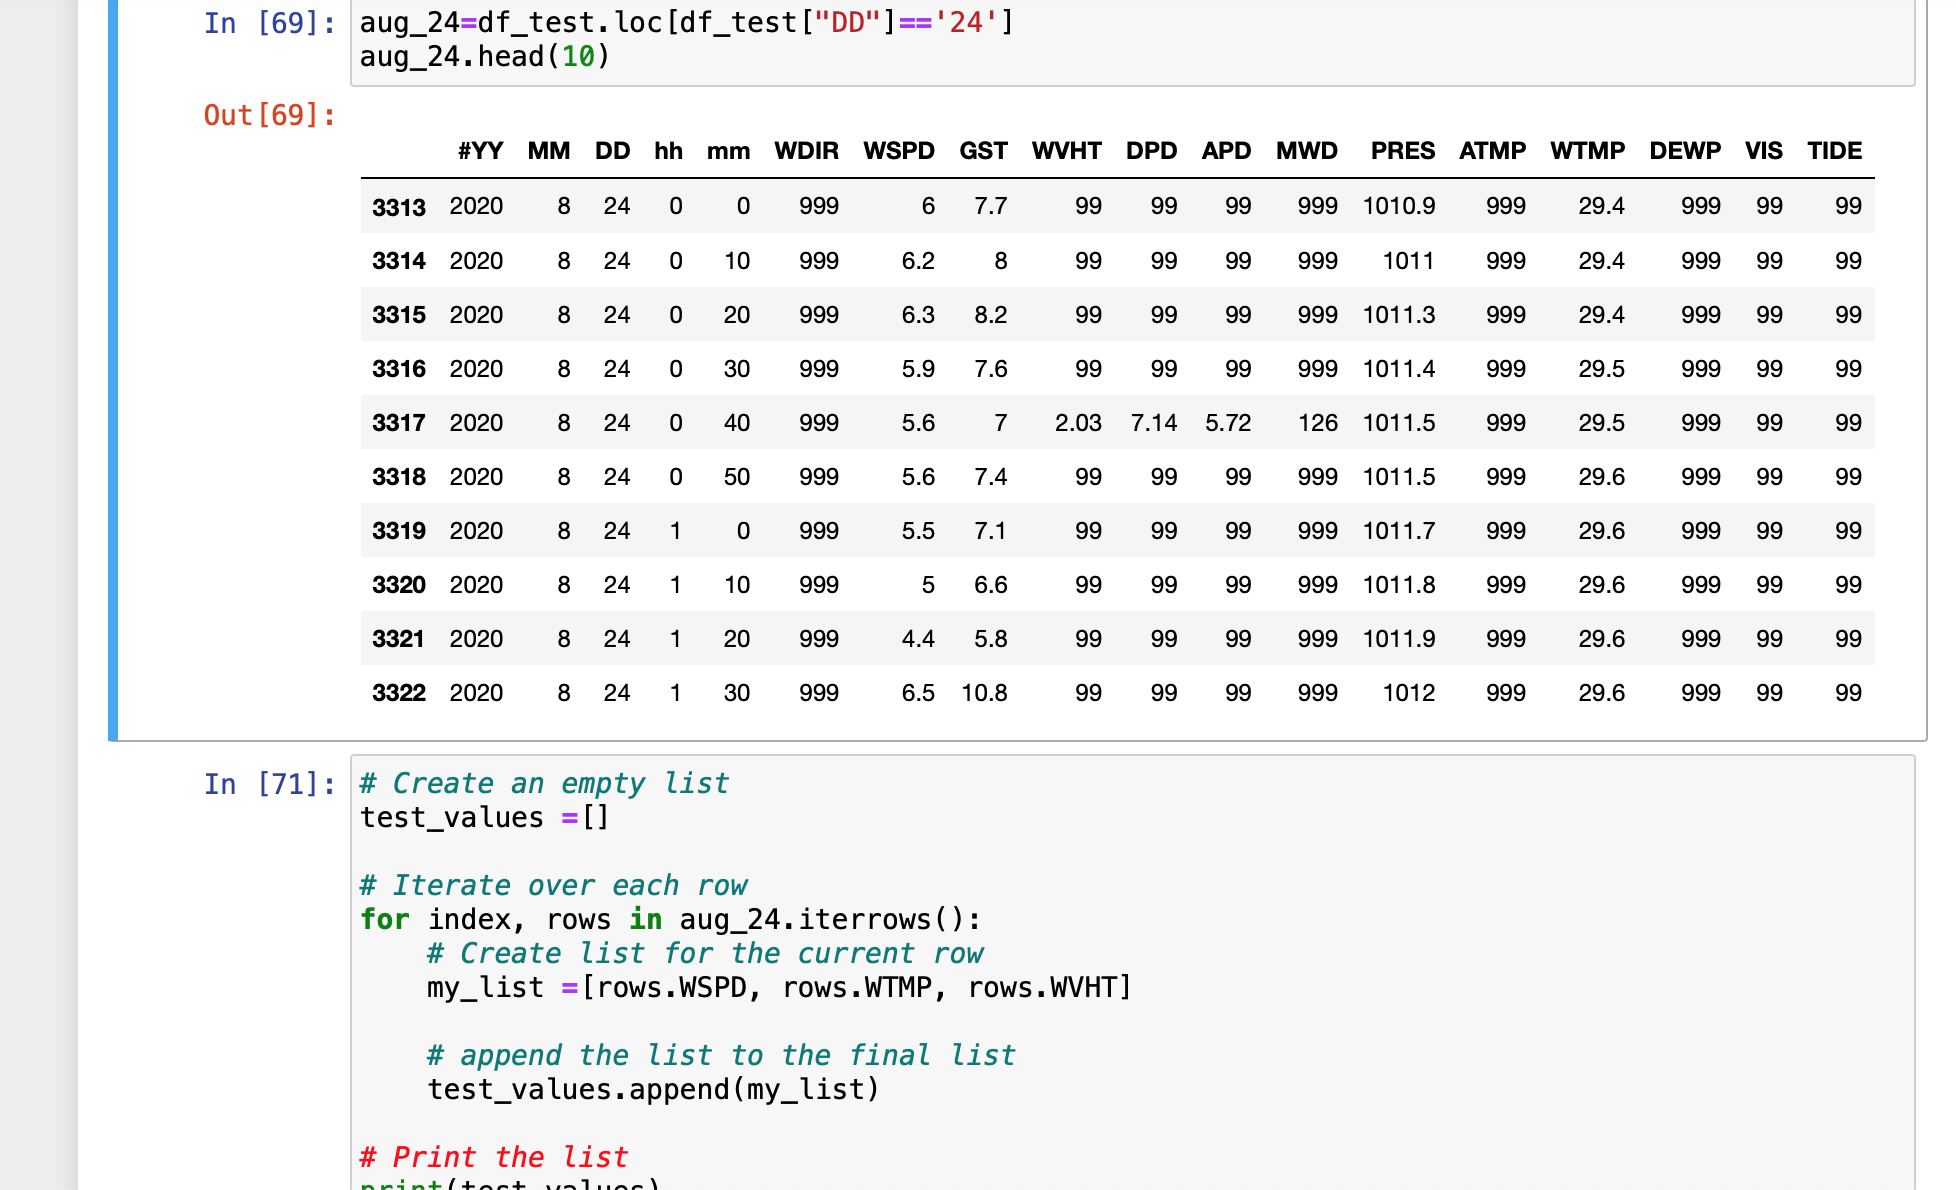 In [69]: aug_24=df_test.loc[df_test["DD"]=='24']
aug_24.head(10)
Out[69]:
#YY MM DD hh mm WDIR WSPD GST WVHT DPD APD MWD PRES ATMP WTMP DEWP VIS TIDE
3313 2020 8 24 0 0 999 6 7.7 99 99 99 999 1010.9 999 29.4 999 99 99
3314 2020 8 24 0 10 999 6.2 8 99 99 99 999 1011 999 29.4 999 99 99
3315 2020 8 24 0 20 999 6.3 8.2 99 99 99 999 1011.3 999 29.4 999 99 99
3316 2020 8 24 0 30 999 5.9 7.6 99 99 99 999 1011.4 999 29.5 999 99 99
3317 2020 8 24 0 40 999 5.6 7 2.03 7.14 5.72 126 1011.5 999 29.5 999 99 99
3318 2020 8 24 0 50 999 5.6 7.4 99 99 99 999 1011.5 999 29.6 999 99 99
3319 2020 8 24 1 0 999 5.5 7.1 99 99 99 999 1011.7 999 29.6 999 99 99
3320 2020 8 24 1 10 999 5 6.6 99 99 99 999 1011.8 999 29.6 999 99 99
3321 2020 8 24 1 20 999 4.4 5.8 99 99 99 999 1011.9 999 29.6 999 99 99
3322 2020 8 24 1 30 999 6.5 10.8 99 99 99 999 1012 999 29.6 999 99 99
In [71]: # Create an empty list
test_values =[]
# Iterate over each row
for index, rows in aug_24.iterrows():
# Create list for the current row
my_list =[rows.WSPD, rows.WTMP, rows.WVHT]
# append the list to the final list
test_values.append(my_list)
# Print the list
print(test_values)